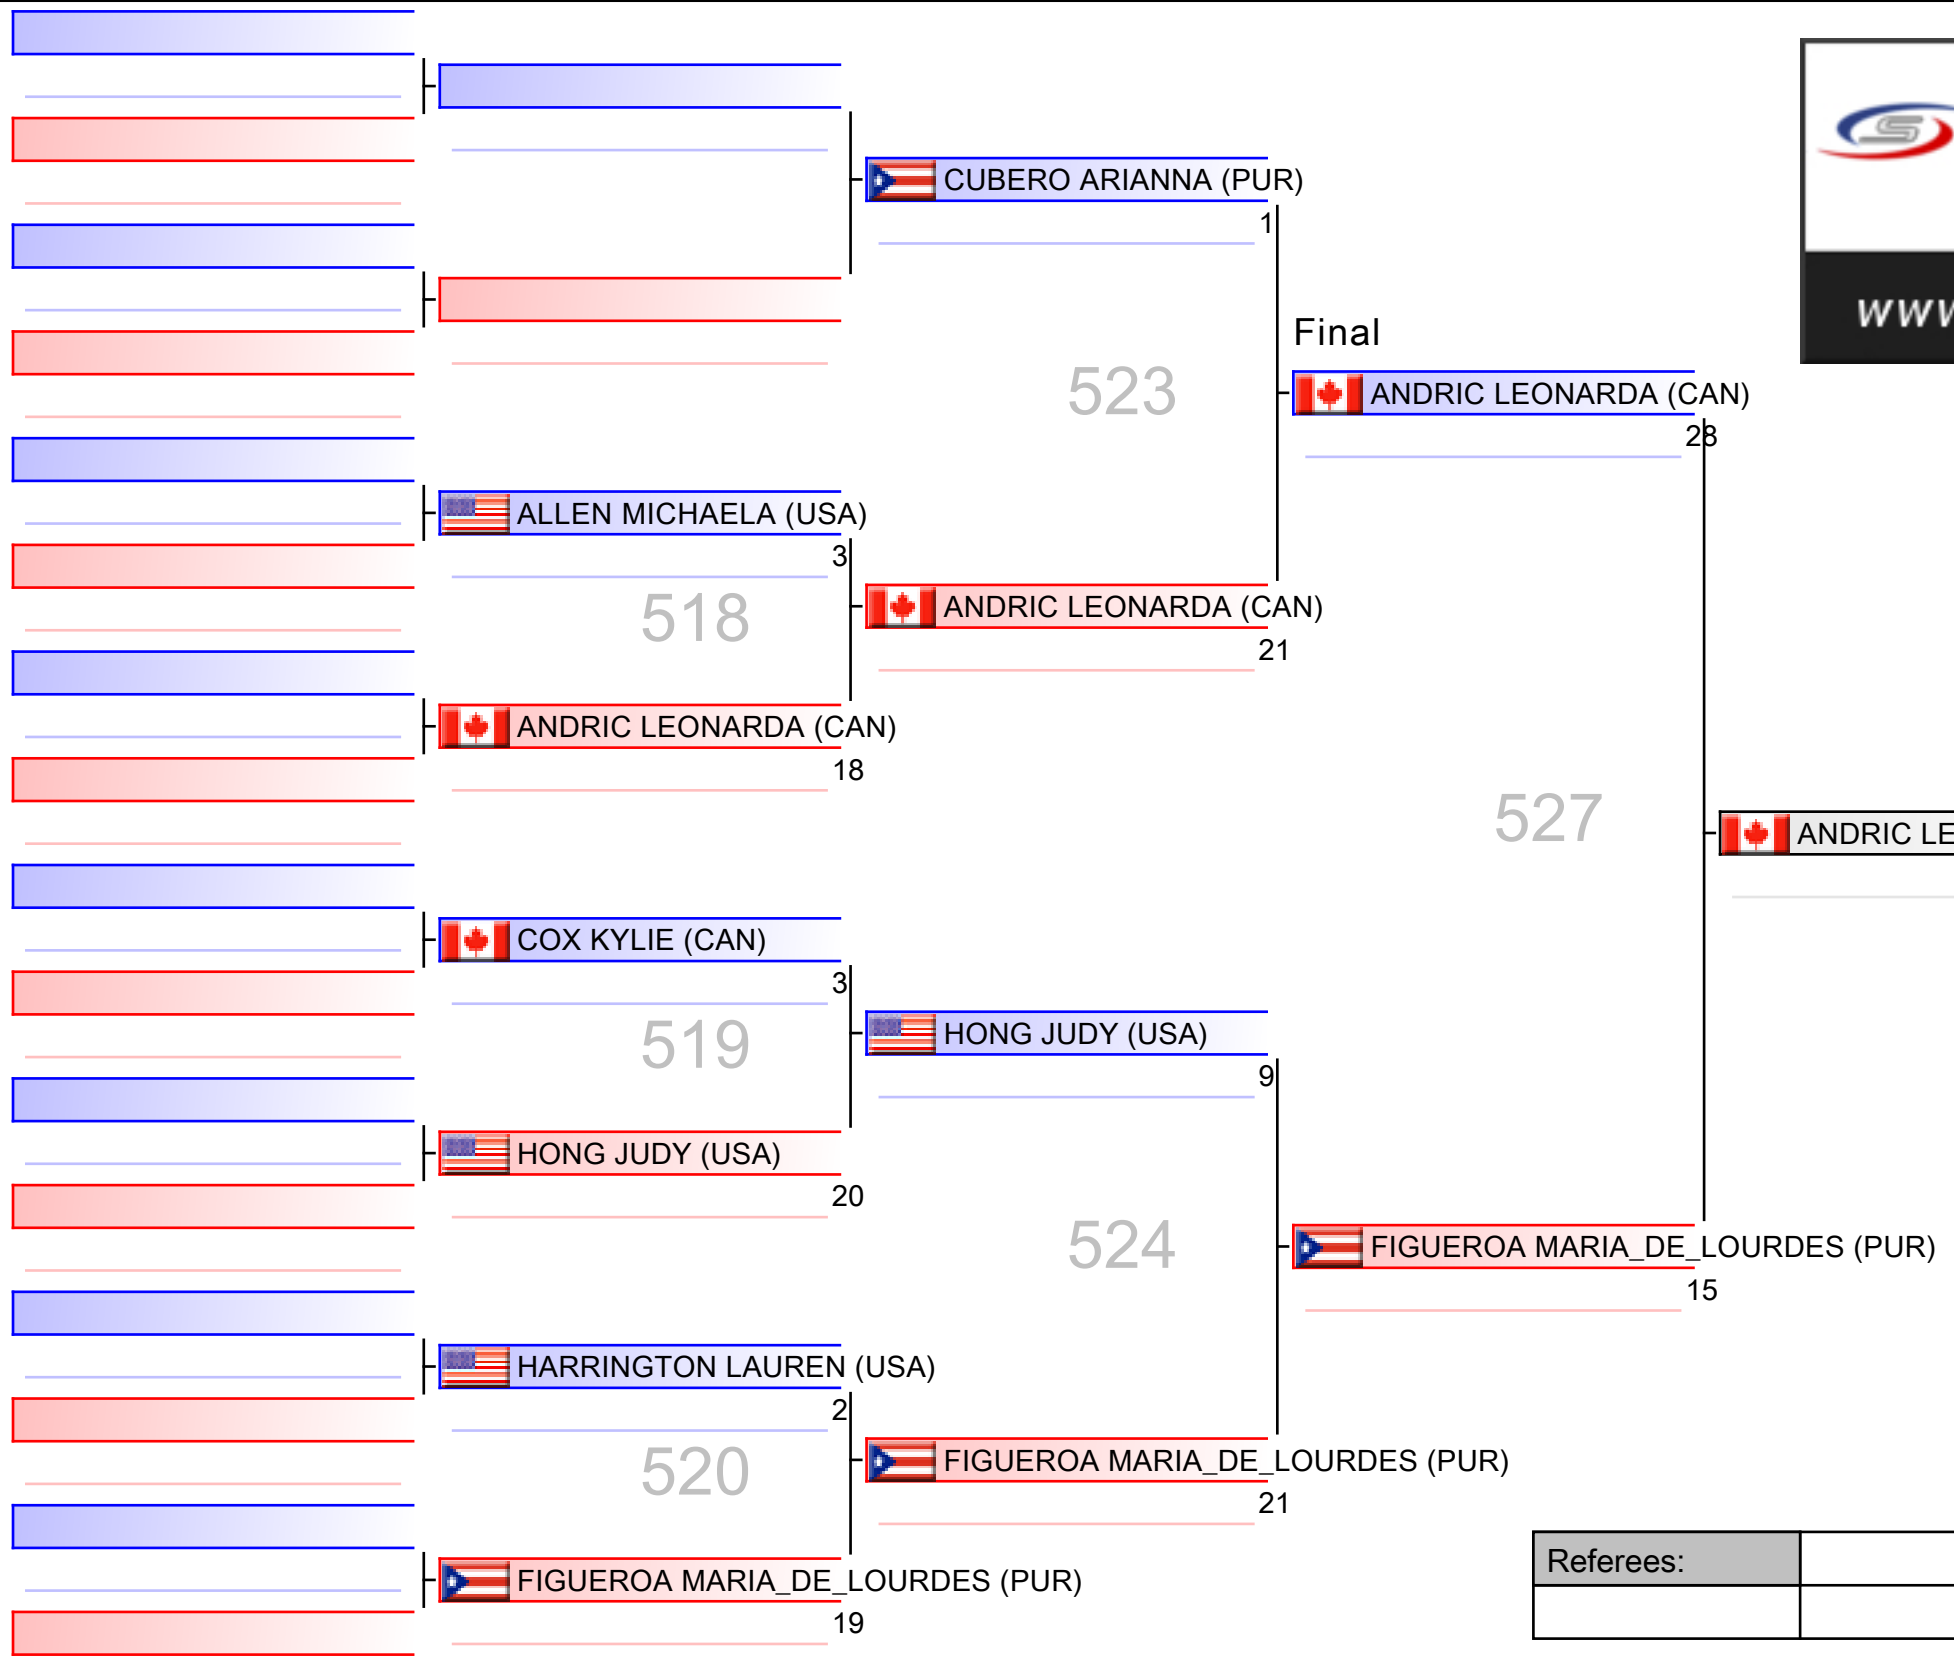 CUBERO ARIANNA (PUR)
1
Final
523
ANDRIC LEONARDA (CAN)
28
ALLEN MICHAELA (USA)
3
518
ANDRIC LEONARDA (CAN)
21
ANDRIC LEONARDA (CAN)
18
527
ANDRIC LE
COX KYLIE (CAN)
3
519
HONG JUDY (USA)
9
HONG JUDY (USA)
20
524
FIGUEROA MARIA_DE_LOURDES (PUR)
15
HARRINGTON LAUREN (USA)
2
520
FIGUEROA MARIA_DE_LOURDES (PUR)
21
FIGUEROA MARIA_DE_LOURDES (PUR)
19
Referees: